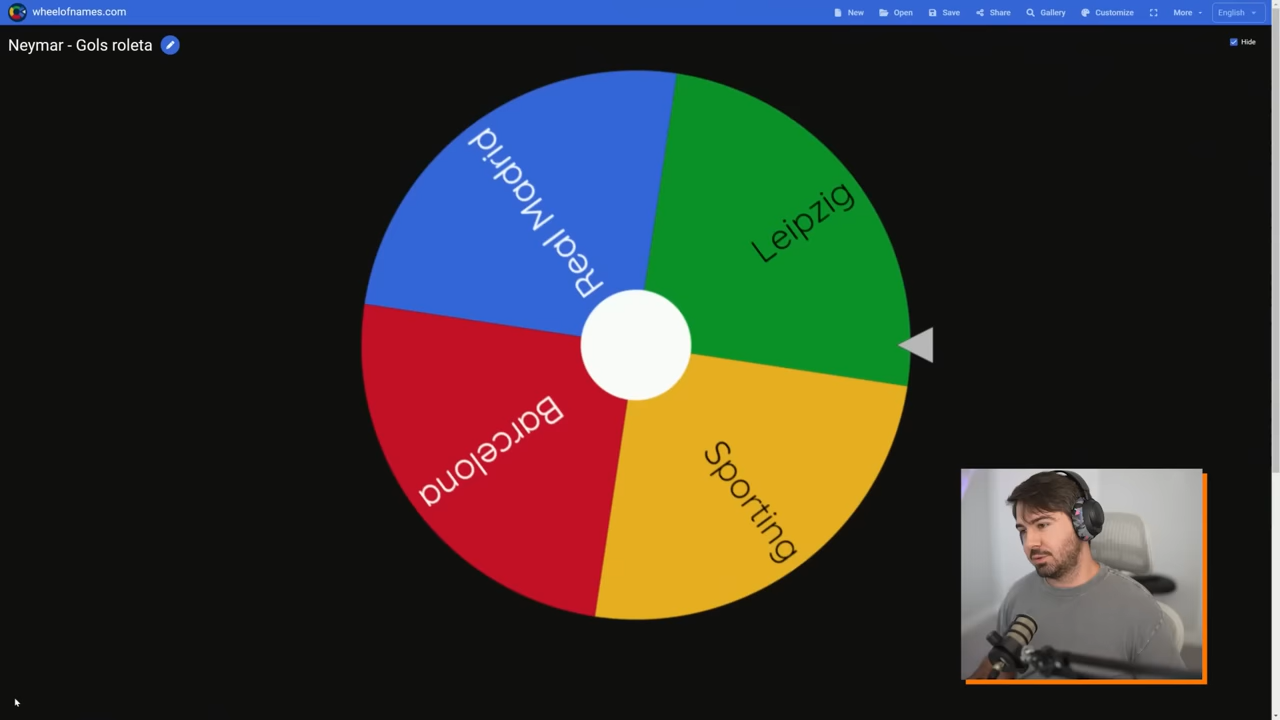 wheelofnames.com
New
Open
Save
Share
Gallery
Customize
More
English
Neymar - Gols roleta
Hide
Real Madrid
Leipzig
Barcelona
Sporting